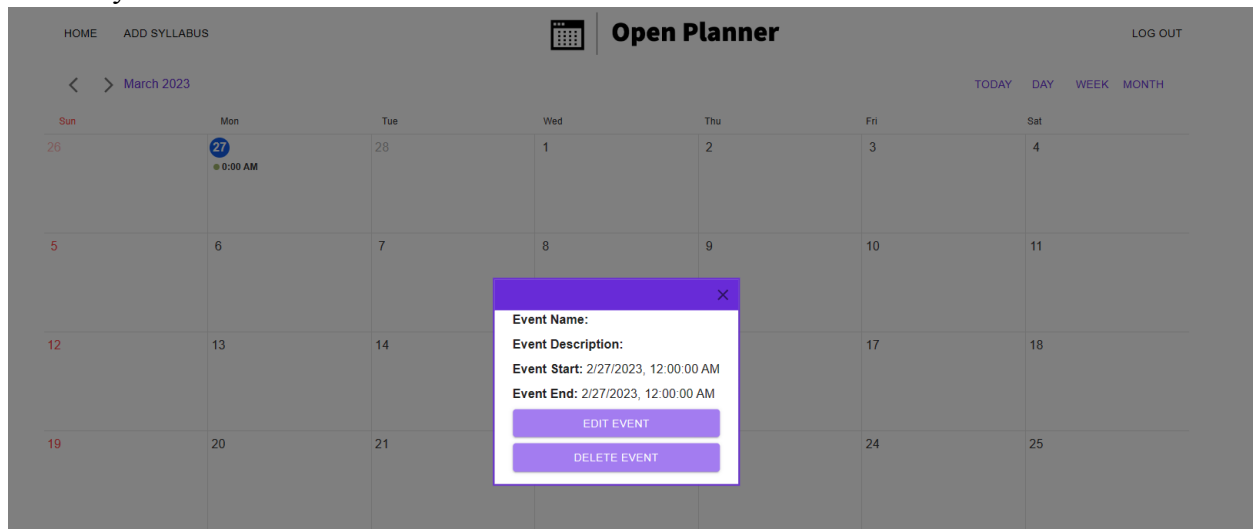 HOME ADD SYLLABUS Open Planner LOG OUT
March 2023 TODAY DAY WEEK MONTH
Sun Mon Tue Wed Thu Fri Sat
26 27 28 1 2 3 4
0:00 AM
5 6 7 8 9 10 11
Event Name:
12 13 14 Event Description: 17 18
Event Start: 2/27/2023, 12:00:00 AM
Event End: 2/27/2023, 12:00:00 AM
EDIT EVENT
19 20 21 24 25
DELETE EVENT